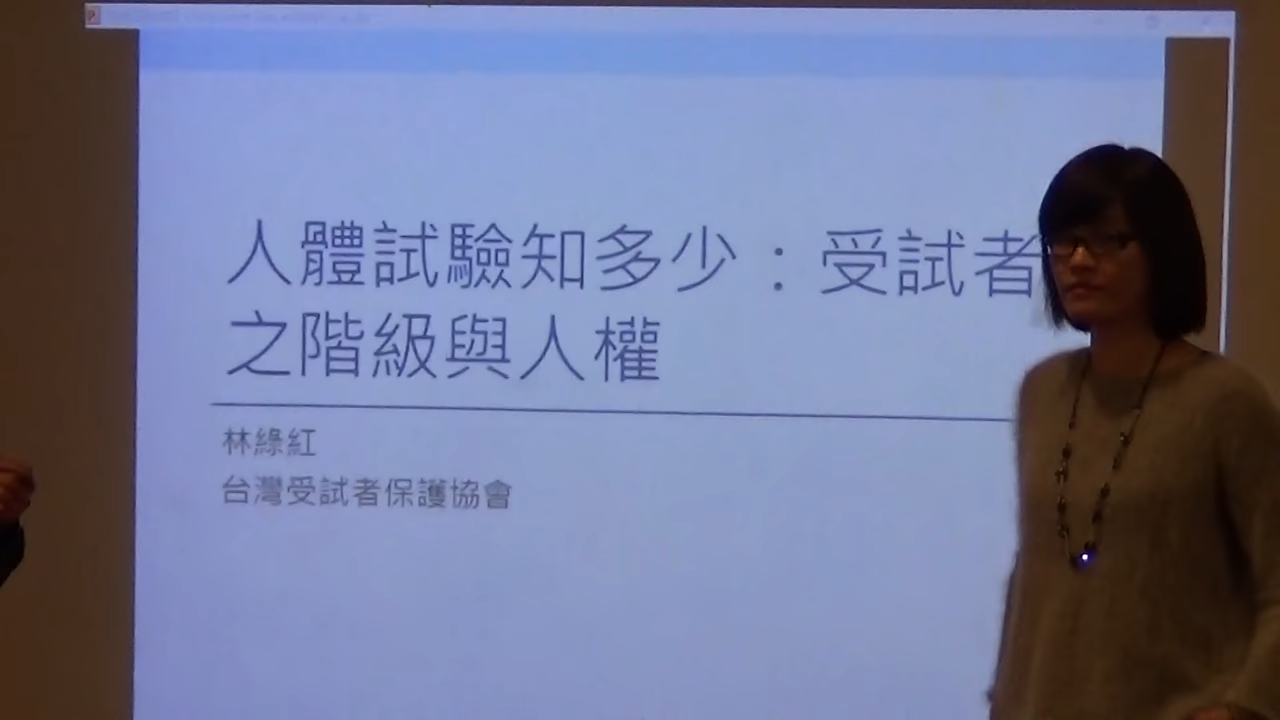 人體試驗知多少：受試者
之階級與人權
林綠紅
台灣受試者保護協會